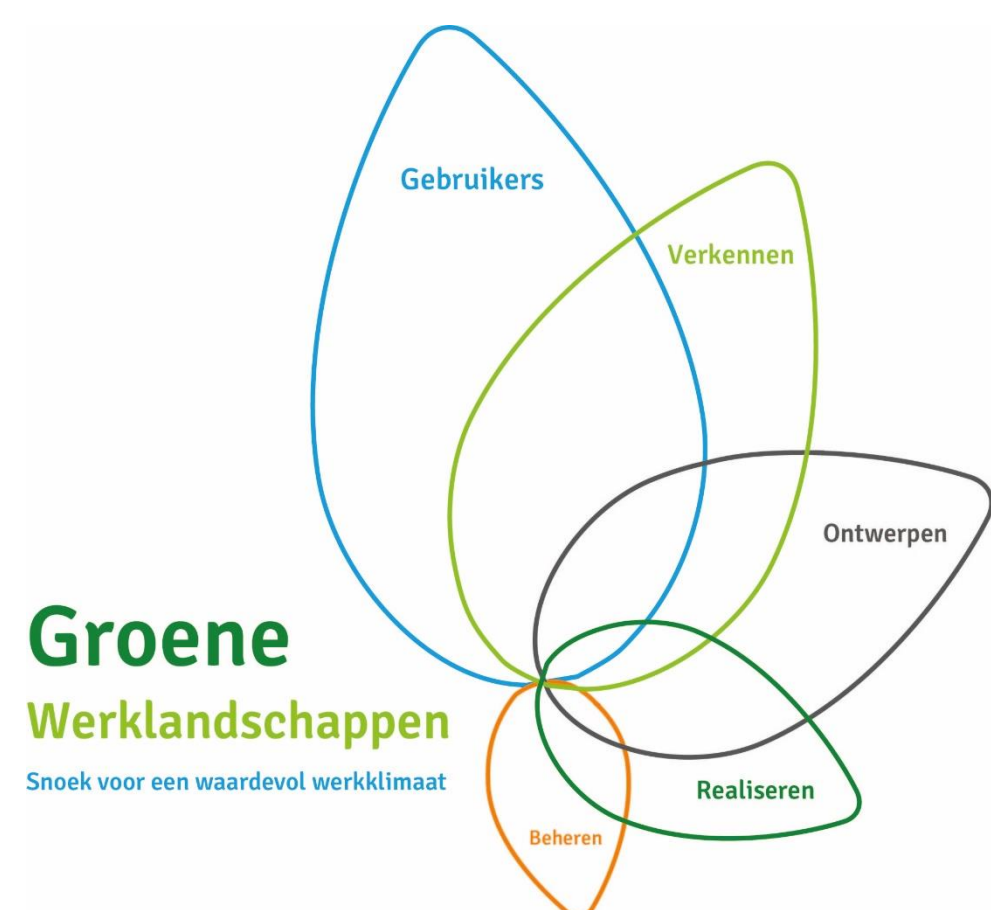 Gebruikers
Verkennen
Ontwerpen
Groene
Werklandschappen
Snoek voor een waardevol werkklimaat
Realiseren
Beheren